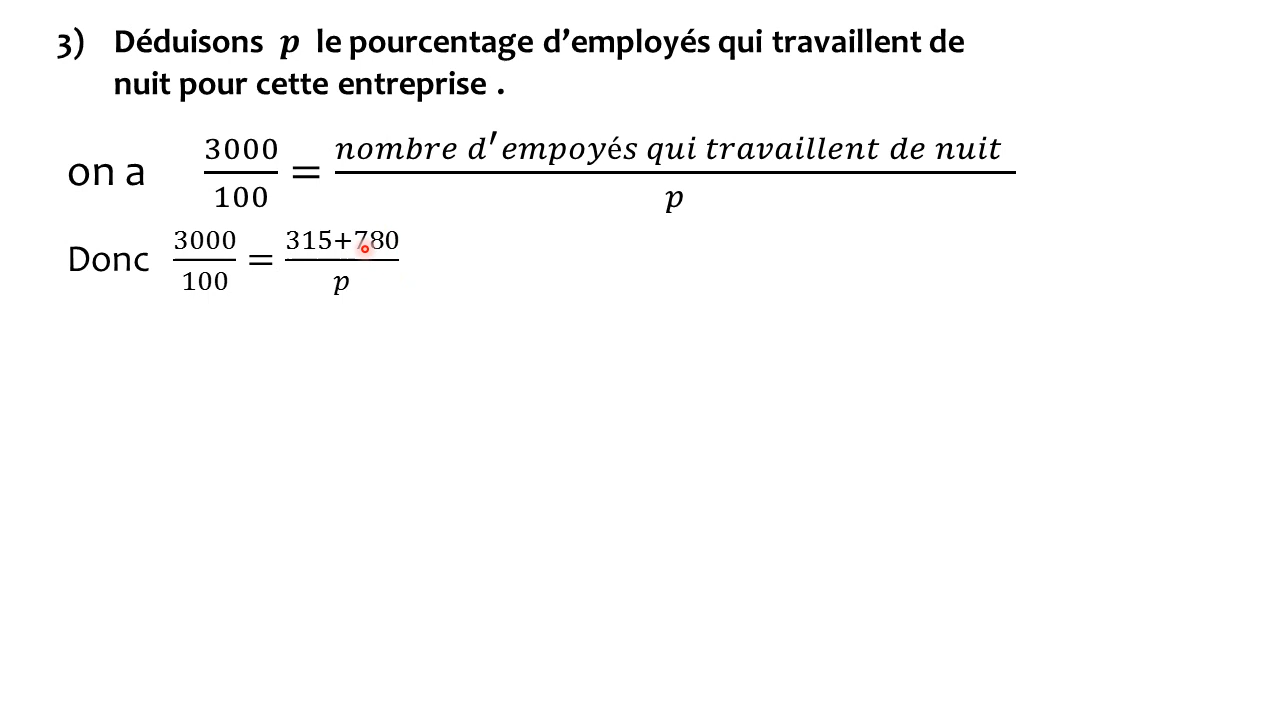 3) Déduisons p le pourcentage d’employés qui travaillent de
nuit pour cette entreprise .
on a 3000/100 = nombre d'empoyés qui travaillent de nuit/p
Donc 3000/100 = 315+780/p